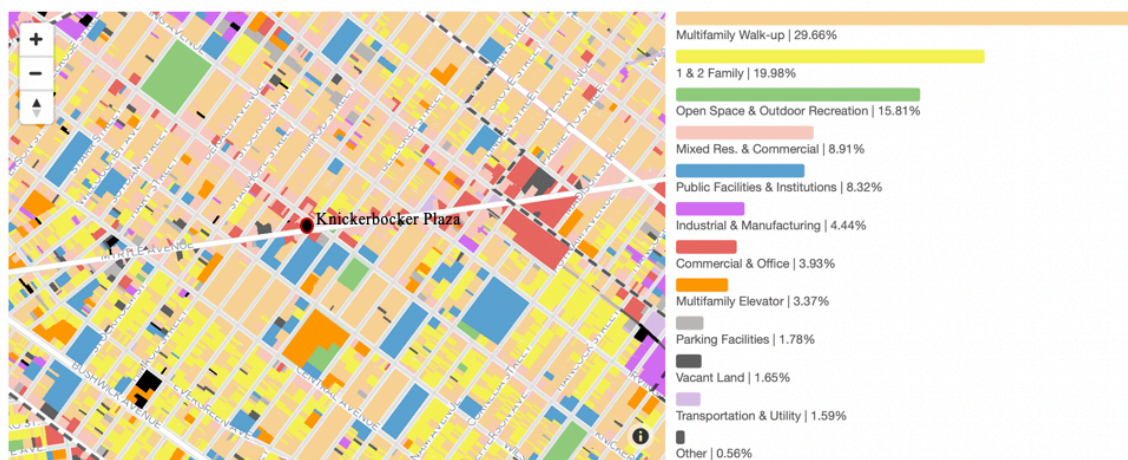 Knickerbocker Plaza
MYRTLE AVENUE
BUSHWICK AVENUE
CENTRAL AVENUE
Multifamily Walk-up | 29.66%
1 & 2 Family | 19.98%
Open Space & Outdoor Recreation | 15.81%
Mixed Res. & Commercial | 8.91%
Public Facilities & Institutions | 8.32%
Industrial & Manufacturing | 4.44%
Commercial & Office | 3.93%
Multifamily Elevator | 3.37%
Parking Facilities | 1.78%
Vacant Land | 1.65%
Transportation & Utility | 1.59%
Other | 0.56%